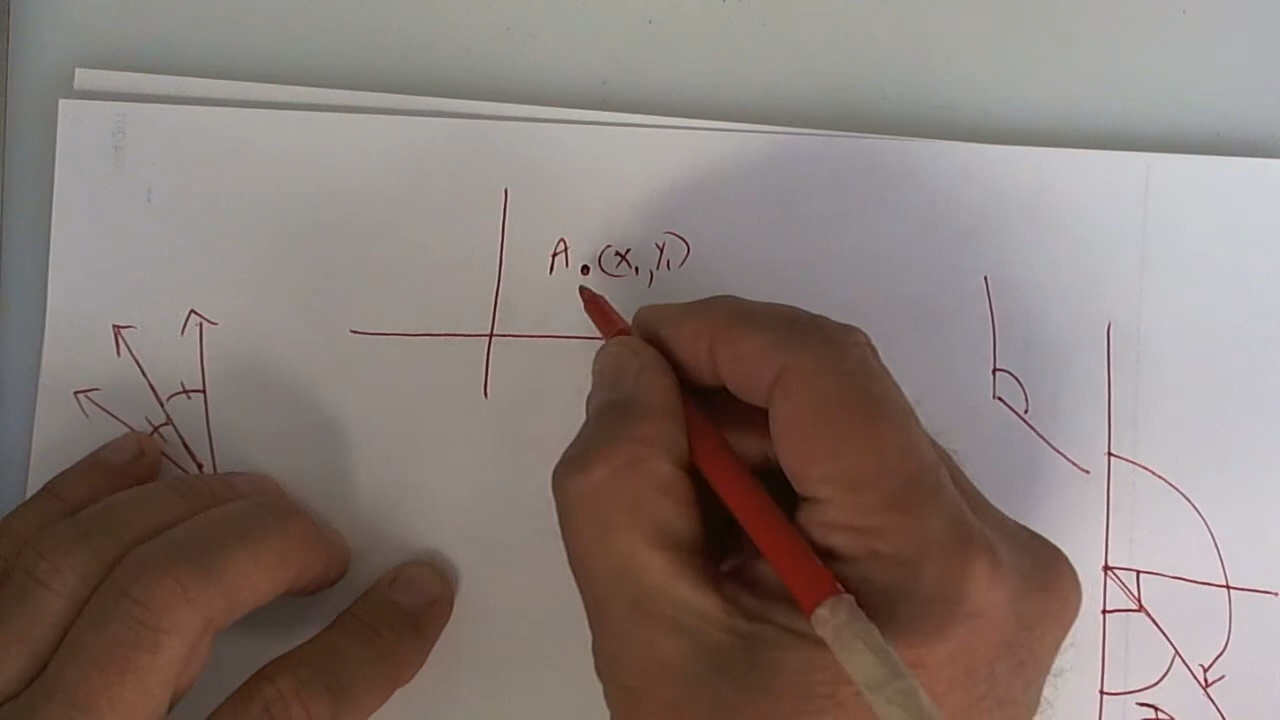 A . (x₁, y₁)
A